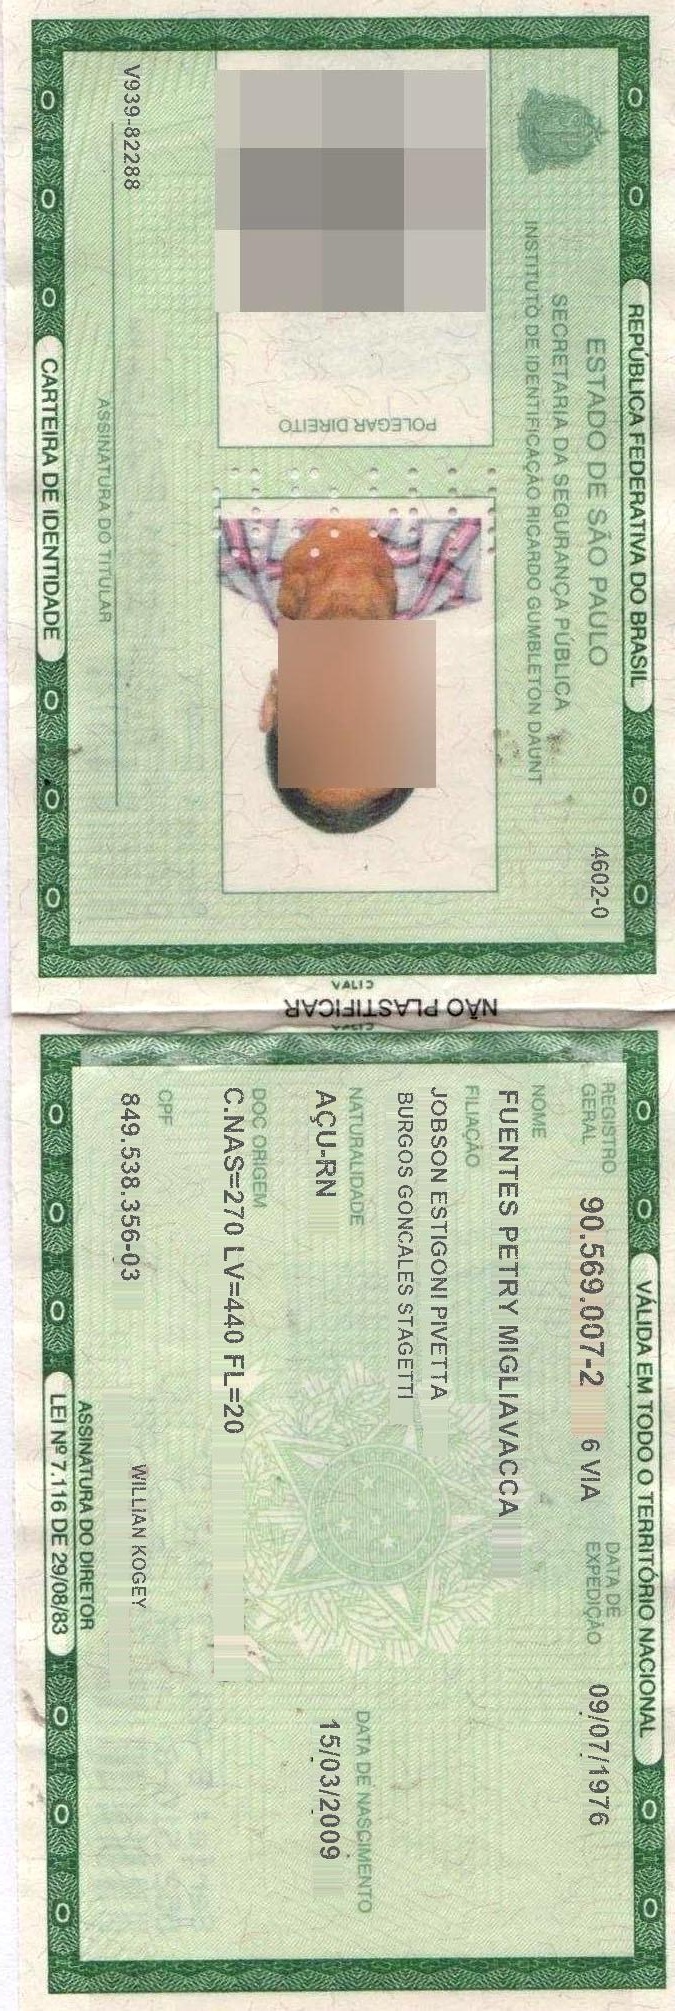 REPÚBLICA FEDERATIVA DO BRASIL
4602-0
ESTADO DE SÃO PAULO
SECRETARIA DA SEGURANÇA PÚBLICA
INSTITUTO DE IDENTIFICAÇÃO RICARDO GUMBLETON DAUNT
POLEGAR DIREITO
V939-82288
ASSINATURA DO TITULAR
CARTEIRA DE IDENTIDADE
NÃO PLASTIFICAR
VÁLIDA EM TODO O TERRITÓRIO NACIONAL
REGISTRO GERAL 90.569.007-2 6 VIA DATA DE EXPEDIÇÃO 09/07/1976
NOME
FUENTES PETRY MIGLIAVACCA
FILIAÇÃO
JOBSON ESTIGONI PIVETTA
BURGOS GONCALES STAGETTI
NATURALIDADE DATA DE NASCIMENTO
AÇU-RN 15/03/2009
DOC ORIGEM
C.NAS=270 LV=440 FL=20
CPF
849.538.356-03 WILLIAN KOGEY
ASSINATURA DO DIRETOR
LEI Nº 7.116 DE 29/08/83